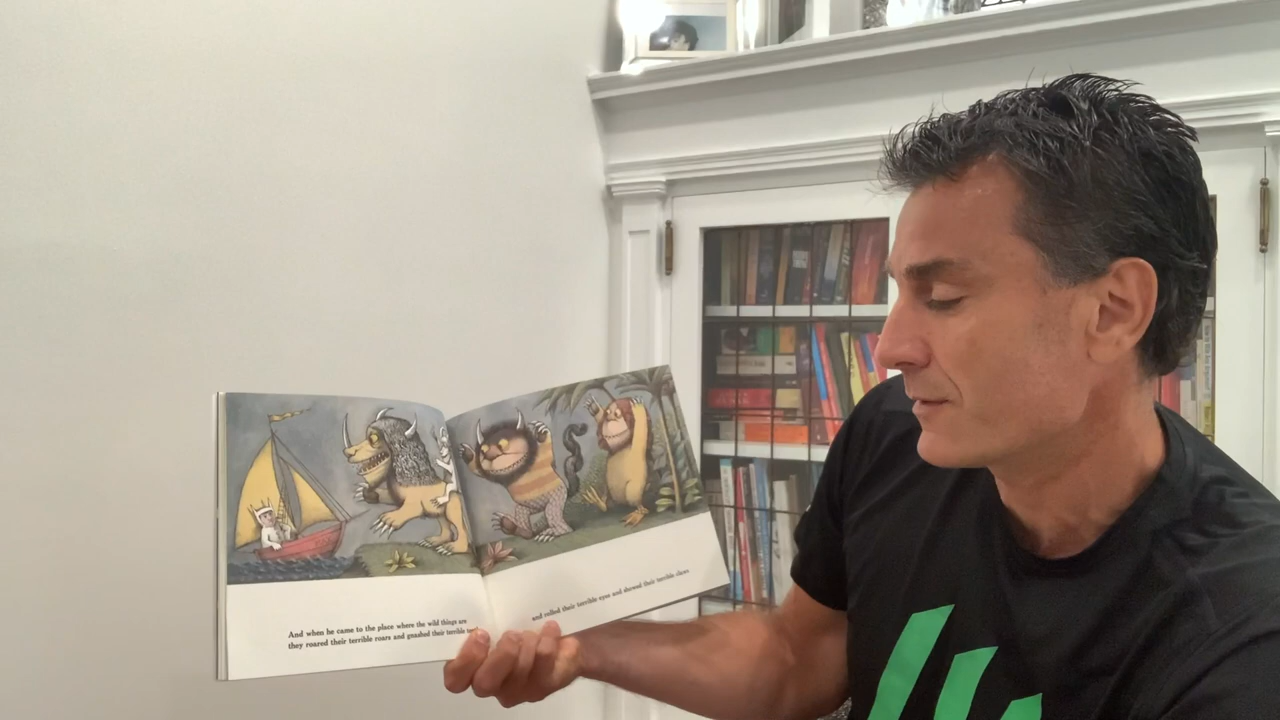 And when he came to the place where the wild things are
they roared their terrible roars and gnashed their terrible
and rolled their terrible eyes and showed their terrible claws